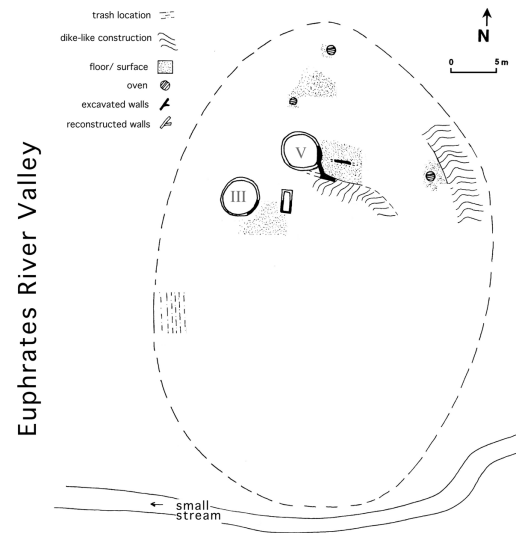 trash location
dike-like construction
floor/ surface
oven
excavated walls
reconstructed walls
N
0 5 m
V
III
Euphrates River Valley
small
stream